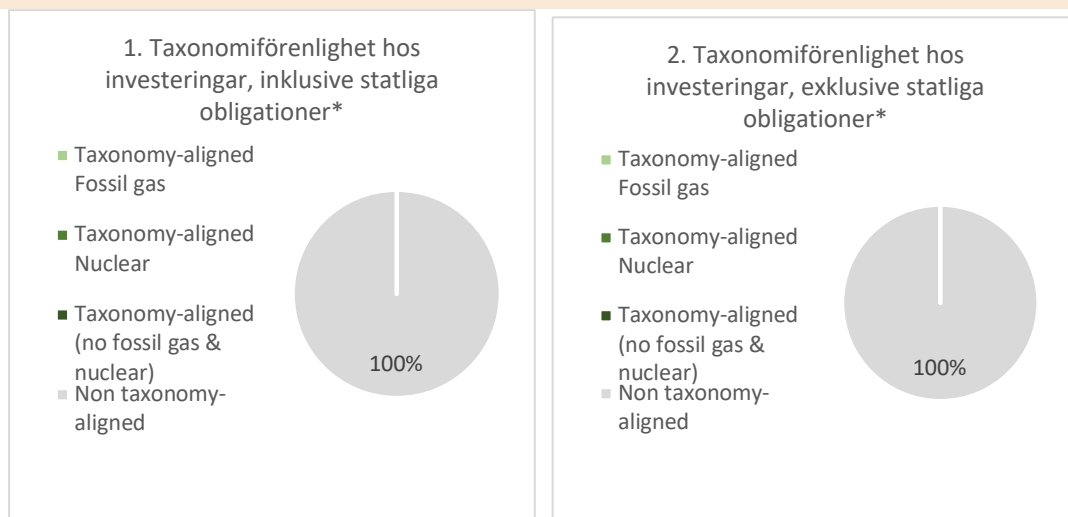 1. Taxonomiförenlighet hos
investeringar, inklusive statliga
obligationer*
Taxonomy-aligned
Fossil gas
Taxonomy-aligned
Nuclear
Taxonomy-aligned
(no fossil gas &
nuclear)
Non taxonomy-
aligned
100%
2. Taxonomiförenlighet hos
investeringar, exklusive statliga
obligationer*
Taxonomy-aligned
Fossil gas
Taxonomy-aligned
Nuclear
Taxonomy-aligned
(no fossil gas &
nuclear)
Non taxonomy-
aligned
100%